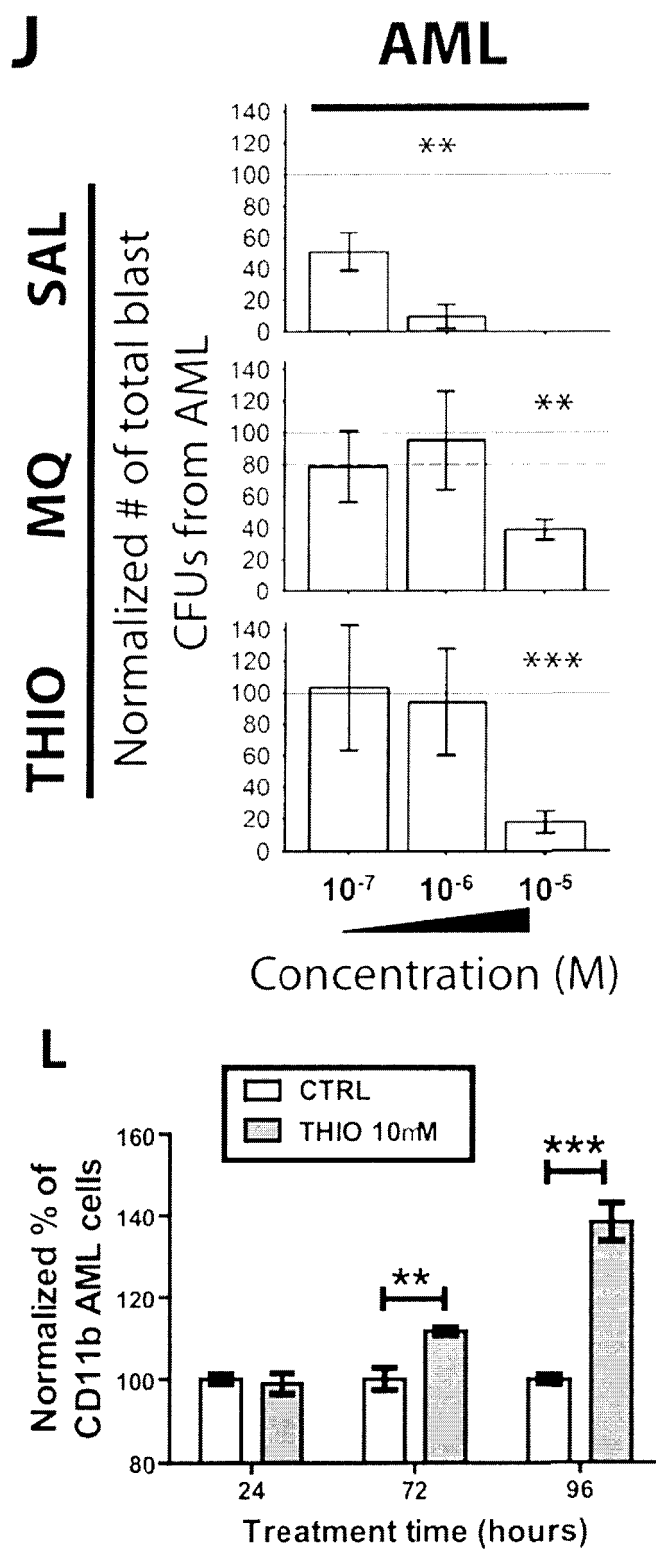 J
AML
SAL
MQ
THIO
Normalized # of total blast
CFUs from AML
140
120
100
80
60
40
20
0
**
140
120
100
80
60
40
20
0
**
140
120
100
80
60
40
20
0
***
10⁻⁷ 10⁻⁶ 10⁻⁵
Concentration (M)
L
CTRL
THIO 10mM
Normalized % of
CD11b AML cells
160
140
120
100
80
**
***
24 72 96
Treatment time (hours)